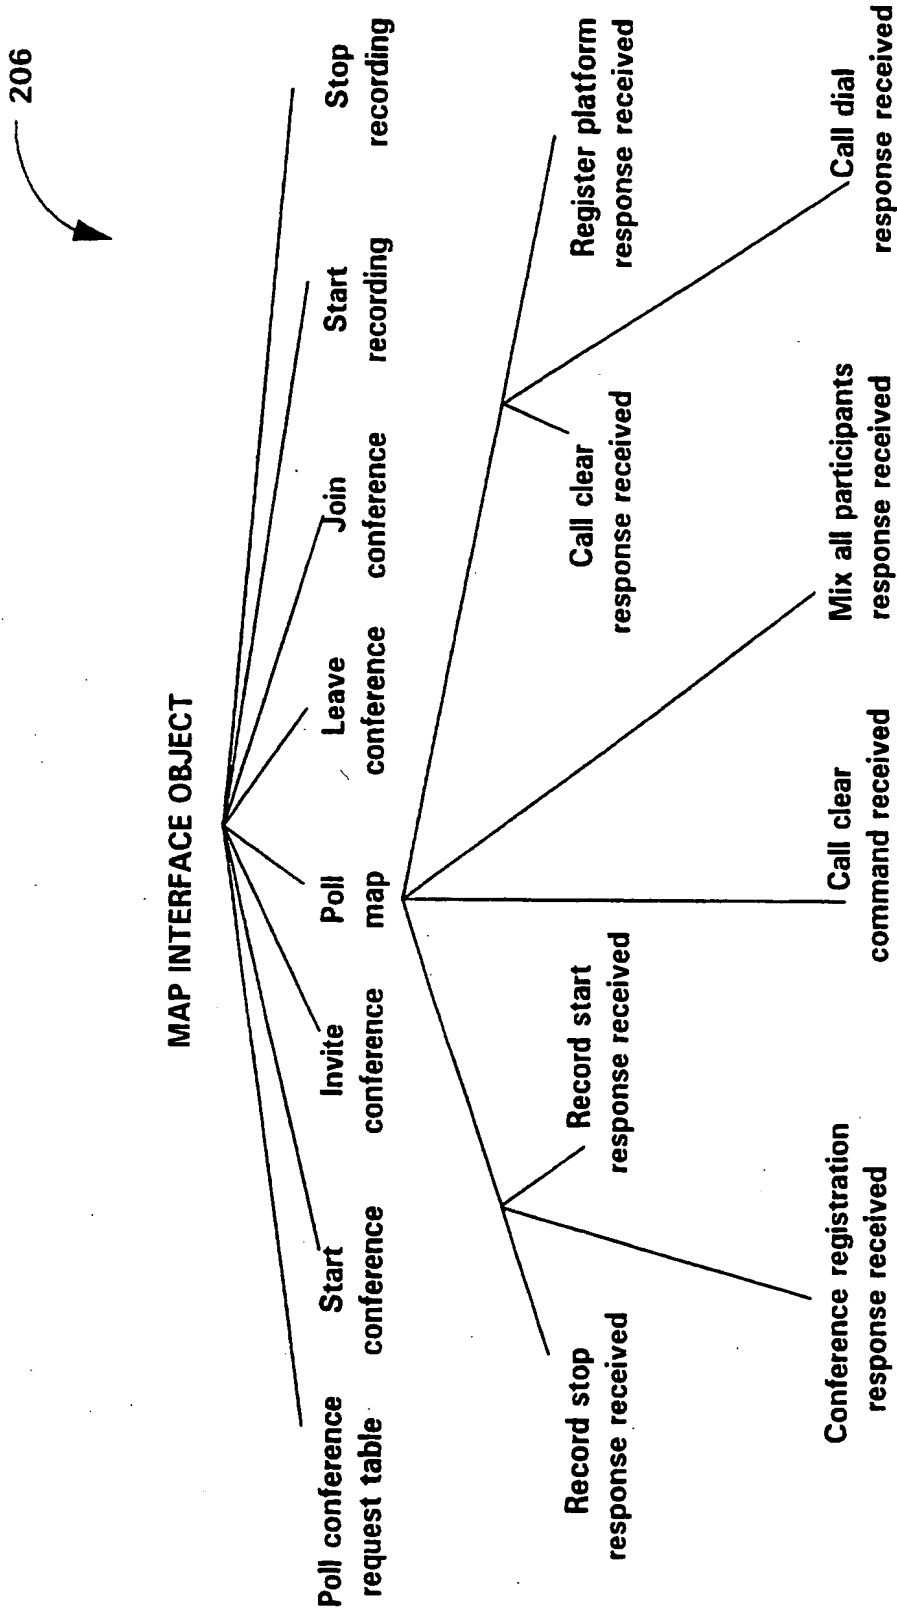 206
MAP INTERFACE OBJECT
Poll conference
request table
Start
conference
Invite
conference
Poll
map
Leave
conference
Join
conference
Start
recording
Stop
recording
Record stop
response received
Record start
response received
Call clear
response received
Register platform
response received
Conference registration
response received
Call clear
command received
Mix all participants
response received
Call dial
response received